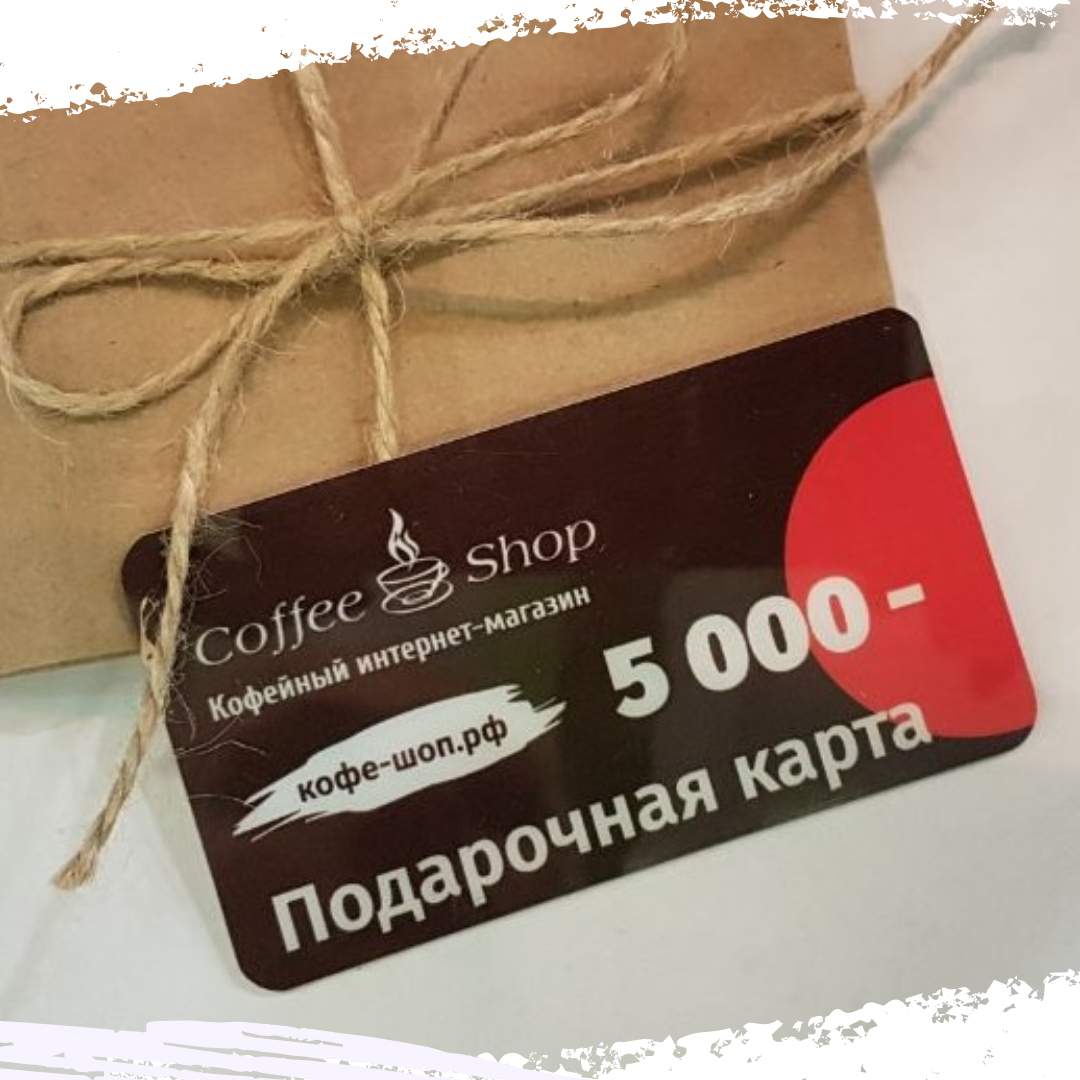 Coffee Shop
Кофейный интернет-магазин
кофе-шоп.рф
5 000 -
Подарочная карта